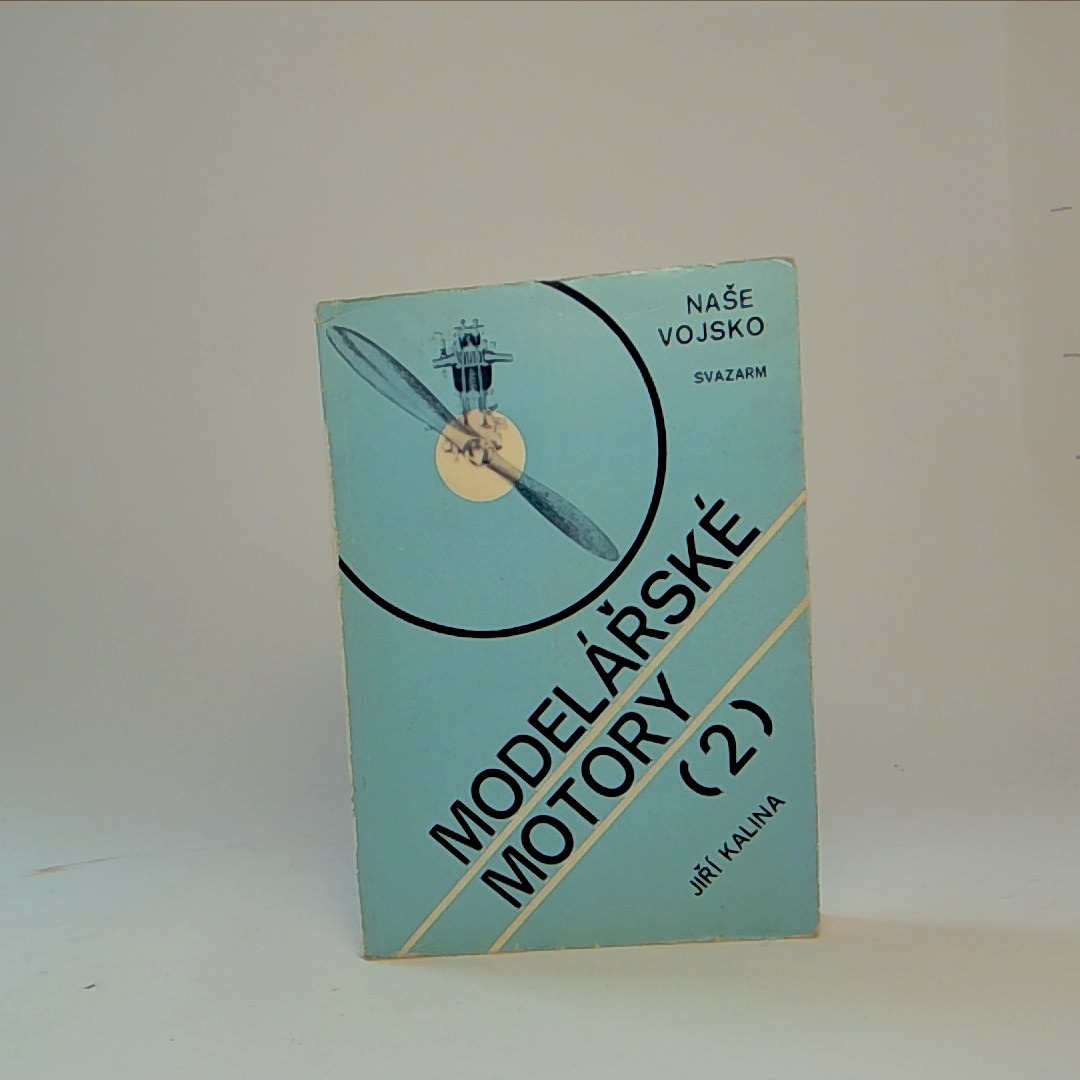 NAŠE
VOJSKO
SVAZARM
MODELÁŘSKÉ
MOTORY
(2)
JIŘÍ KALINA